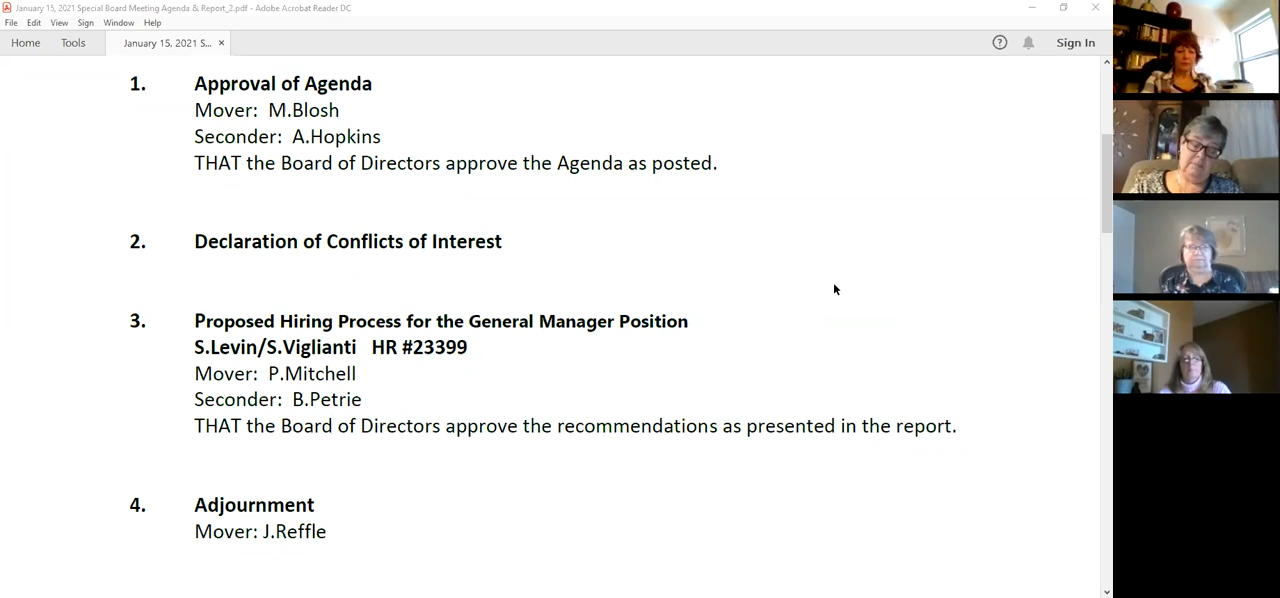 January 15, 2021 Special Board Meeting Agenda & Report_2.pdf - Adobe Acrobat Reader DC
File Edit View Sign Window Help
Home Tools January 15, 2021 S... × Sign In
1. Approval of Agenda
Mover: M.Blosh
Seconder: A.Hopkins
THAT the Board of Directors approve the Agenda as posted.
2. Declaration of Conflicts of Interest
3. Proposed Hiring Process for the General Manager Position
S.Levin/S.Viglianti HR #23399
Mover: P.Mitchell
Seconder: B.Petrie
THAT the Board of Directors approve the recommendations as presented in the report.
4. Adjournment
Mover: J.Reffle